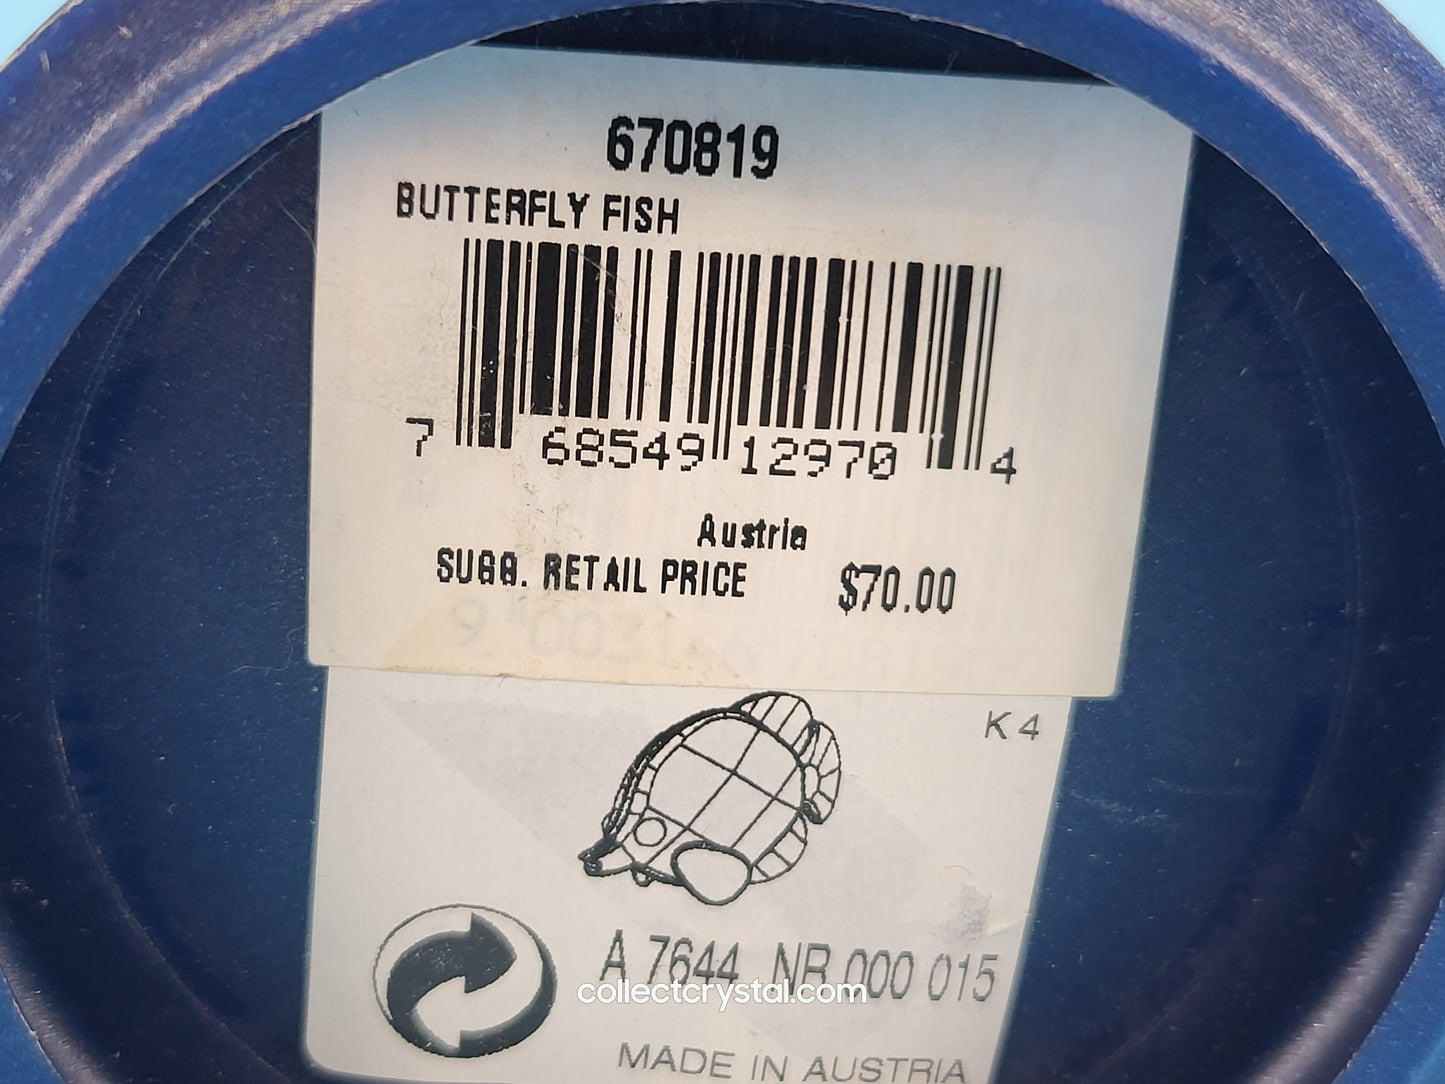 670819
BUTTERFLY FISH
7 68549 12970 4
Austria
SUGG. RETAIL PRICE $70.00
K 4
A 7644 NR 000 015
collectcrystal.com
MADE IN AUSTRIA